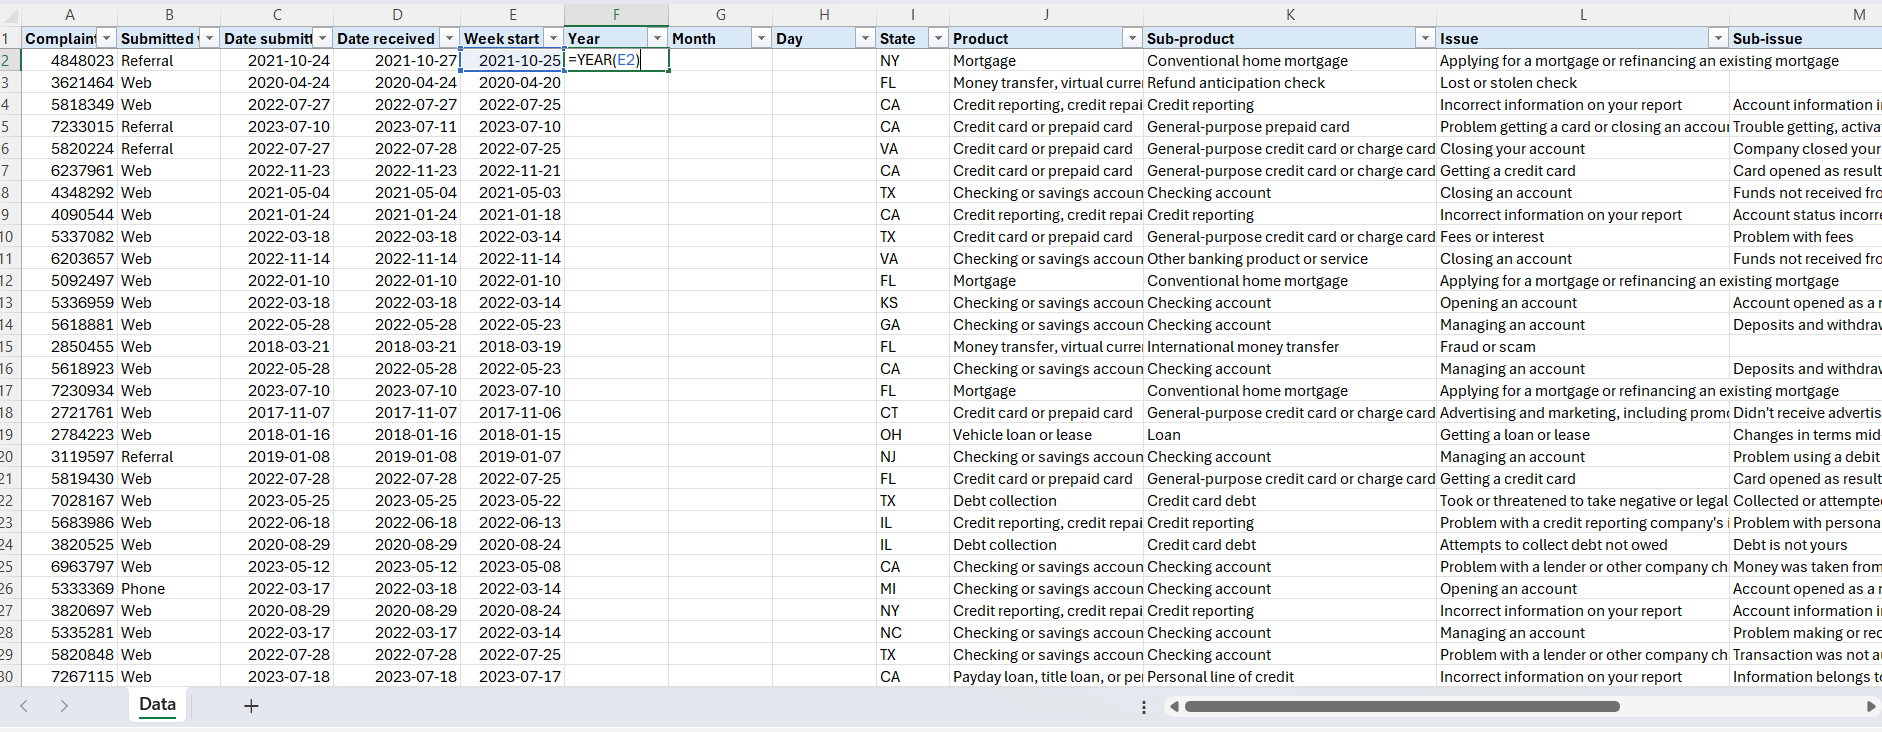 A B C D E F G H I J K L M
1 Complain Submitted Date submitt Date received Week start Year Month Day State Product Sub-product Issue Sub-issue
2 4848023 Referral 2021-10-24 2021-10-27 2021-10-25 =YEAR(E2) NY Mortgage Conventional home mortgage Applying for a mortgage or refinancing an existing mortgage
3 3621464 Web 2020-04-24 2020-04-24 2020-04-20 FL Money transfer, virtual curre Refund anticipation check Lost or stolen check
4 5818349 Web 2022-07-27 2022-07-27 2022-07-25 CA Credit reporting, credit repai Credit reporting Incorrect information on your report Account information i
5 7233015 Referral 2023-07-10 2023-07-11 2023-07-10 CA Credit card or prepaid card General-purpose prepaid card Problem getting a card or closing an accour Trouble getting, activa
6 5820224 Referral 2022-07-27 2022-07-28 2022-07-25 VA Credit card or prepaid card General-purpose credit card or charge card Closing your account Company closed your
7 6237961 Web 2022-11-23 2022-11-23 2022-11-21 CA Credit card or prepaid card General-purpose credit card or charge card Getting a credit card Card opened as result
8 4348292 Web 2021-05-04 2021-05-04 2021-05-03 TX Checking or savings accoun Checking account Closing an account Funds not received fro
9 4090544 Web 2021-01-24 2021-01-24 2021-01-18 CA Credit reporting, credit repai Credit reporting Incorrect information on your report Account status incorre
10 5337082 Web 2022-03-18 2022-03-18 2022-03-14 TX Credit card or prepaid card General-purpose credit card or charge card Fees or interest Problem with fees
11 6203657 Web 2022-11-14 2022-11-14 2022-11-14 VA Checking or savings accoun Other banking product or service Closing an account Funds not received fro
12 5092497 Web 2022-01-10 2022-01-10 2022-01-10 FL Mortgage Conventional home mortgage Applying for a mortgage or refinancing an existing mortgage
13 5336959 Web 2022-03-18 2022-03-18 2022-03-14 KS Checking or savings accoun Checking account Opening an account Account opened as a r
14 5618881 Web 2022-05-28 2022-05-28 2022-05-23 GA Checking or savings accoun Checking account Managing an account Deposits and withdrav
15 2850455 Web 2018-03-21 2018-03-21 2018-03-19 FL Money transfer, virtual curre International money transfer Fraud or scam
16 5618923 Web 2022-05-28 2022-05-28 2022-05-23 CA Checking or savings accoun Checking account Managing an account Deposits and withdrav
17 7230934 Web 2023-07-10 2023-07-10 2023-07-10 FL Mortgage Conventional home mortgage Applying for a mortgage or refinancing an existing mortgage
18 2721761 Web 2017-11-07 2017-11-07 2017-11-06 CT Credit card or prepaid card General-purpose credit card or charge card Advertising and marketing, including promo Didn't receive advertis
19 2784223 Web 2018-01-16 2018-01-16 2018-01-15 OH Vehicle loan or lease Loan Getting a loan or lease Changes in terms mid
20 3119597 Referral 2019-01-08 2019-01-08 2019-01-07 NJ Checking or savings accoun Checking account Managing an account Problem using a debit
21 5819430 Web 2022-07-28 2022-07-28 2022-07-25 FL Credit card or prepaid card General-purpose credit card or charge card Getting a credit card Card opened as result
22 7028167 Web 2023-05-25 2023-05-25 2023-05-22 TX Debt collection Credit card debt Took or threatened to take negative or legal Collected or attempte
23 5683986 Web 2022-06-18 2022-06-18 2022-06-13 IL Credit reporting, credit repai Credit reporting Problem with a credit reporting company's i Problem with persona
24 3820525 Web 2020-08-29 2020-08-29 2020-08-24 IL Debt collection Credit card debt Attempts to collect debt not owed Debt is not yours
25 6963797 Web 2023-05-12 2023-05-12 2023-05-08 CA Checking or savings accoun Checking account Problem with a lender or other company ch Money was taken from
26 5333369 Phone 2022-03-17 2022-03-18 2022-03-14 MI Checking or savings accoun Checking account Opening an account Account opened as a r
27 3820697 Web 2020-08-29 2020-08-29 2020-08-24 NY Credit reporting, credit repai Credit reporting Incorrect information on your report Account information i
28 5335281 Web 2022-03-17 2022-03-17 2022-03-14 NC Checking or savings accoun Checking account Managing an account Problem making or rec
29 5820848 Web 2022-07-28 2022-07-28 2022-07-25 TX Checking or savings accoun Checking account Problem with a lender or other company ch Transaction was not a
30 7267115 Web 2023-07-18 2023-07-18 2023-07-17 CA Payday loan, title loan, or pe Personal line of credit Incorrect information on your report Information belongs t
Data